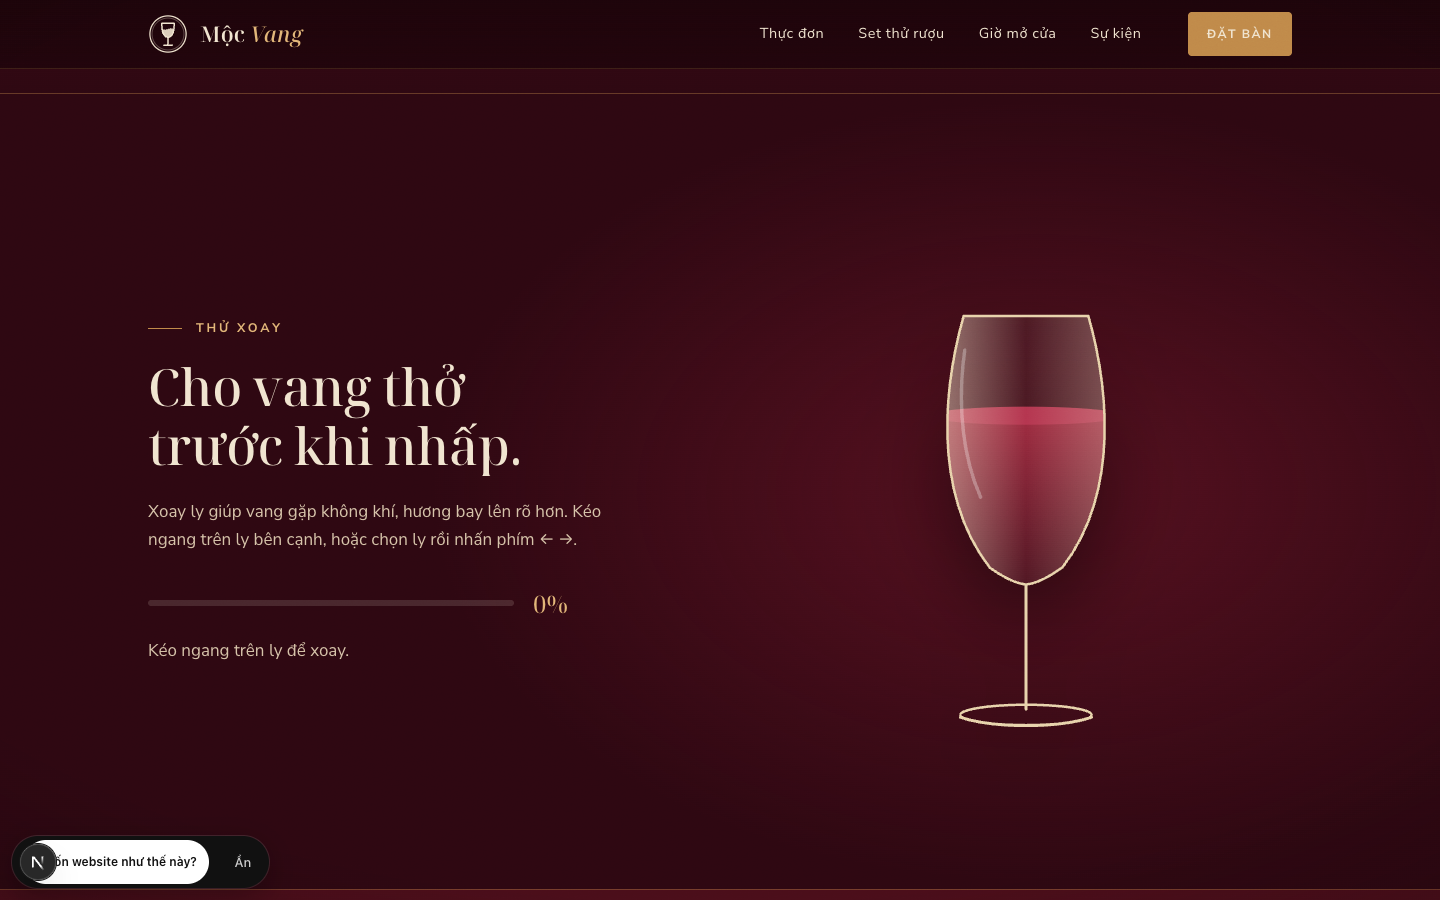 Mộc Vang
Thực đơn
Set thử rượu
Giờ mở cửa
Sự kiện
ĐẶT BÀN
THỬ XOAY
Cho vang thở
trước khi nhấp.
Xoay ly giúp vang gặp không khí, hương bay lên rõ hơn. Kéo
ngang trên ly bên cạnh, hoặc chọn ly rồi nhấn phím ← →.
0%
Kéo ngang trên ly để xoay.
N
website như thế này?
Ẩn